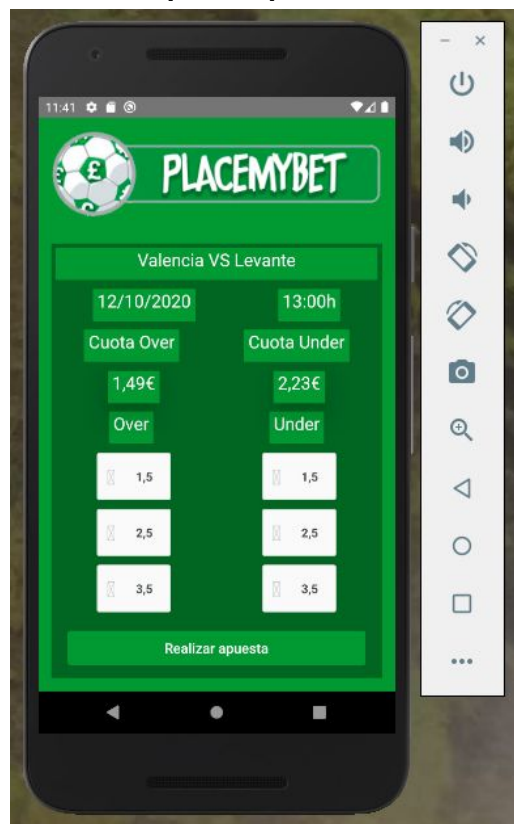 11:41
£
PLACEMYBET
Valencia VS Levante
12/10/2020 13:00h
Cuota Over Cuota Under
1,49€ 2,23€
Over Under
1,5 1,5
2,5 2,5
3,5 3,5
Realizar apuesta